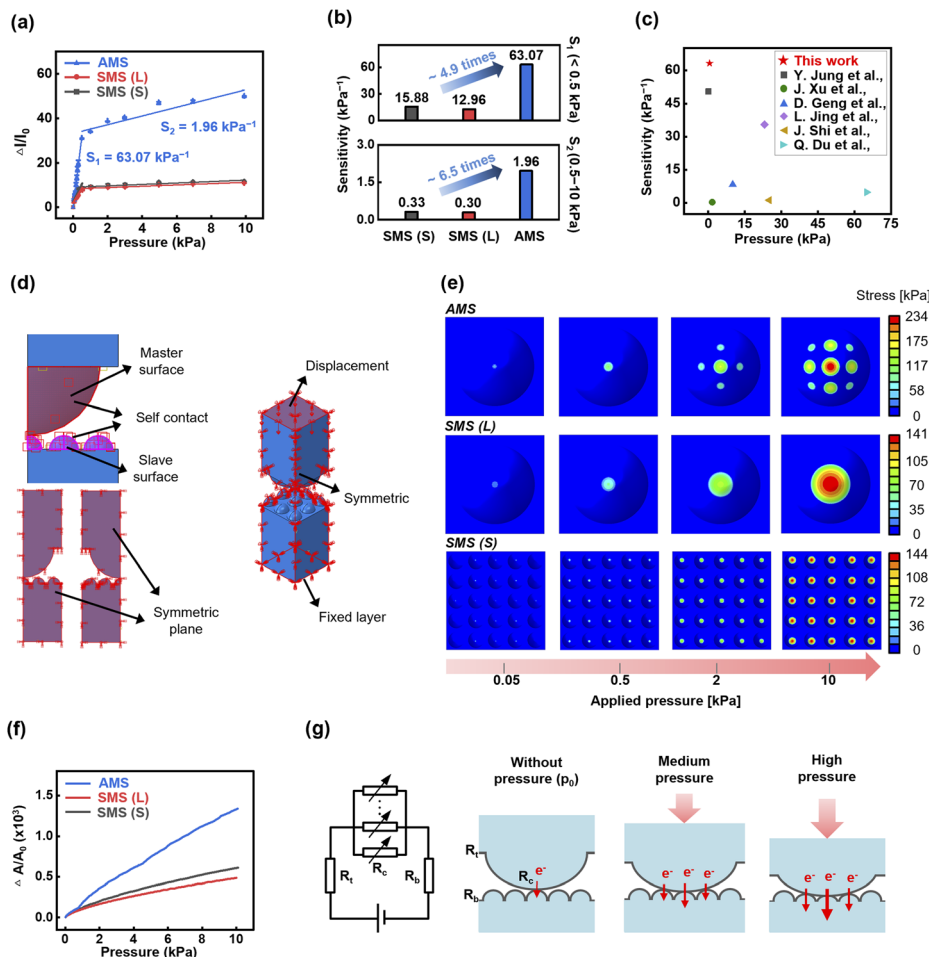 (a)
AMS
SMS (L)
SMS (S)
60
40
20
0
△I/I₀
S₂ = 1.96 kPa⁻¹
S₁ = 63.07 kPa⁻¹
0 2 4 6 8 10
Pressure (kPa)
(b)
Sensitivity (kPa⁻¹)
60
45
30
15
0
15.88
12.96
63.07
~ 4.9 times
S₁ (< 0.5 kPa)
3.0
1.5
0.0
0.33
0.30
1.96
~ 6.5 times
S₂ (0.5–10 kPa)
SMS (S) SMS (L) AMS
(c)
Sensitivity (kPa⁻¹)
60
45
30
15
0
This work
Y. Jung et al.,
J. Xu et al.,
D. Geng et al.,
L. Jing et al.,
J. Shi et al.,
Q. Du et al.,
0 15 30 45 60 75
Pressure (kPa)
(d)
Master
surface
Self contact
Slave
surface
Symmetric
plane
Displacement
Symmetric
Fixed layer
(e)
Stress [kPa]
AMS
234
175
117
58
0
SMS (L)
141
105
70
35
0
SMS (S)
144
108
72
36
0
0.05 0.5 2 10
Applied pressure [kPa]
(f)
AMS
SMS (L)
SMS (S)
1.5
1.0
0.5
0.0
△ A/A₀ (x10³)
0 2 4 6 8 10
Pressure (kPa)
(g)
Rₜ
R_c
R_b
Without
pressure (p₀)
Medium
pressure
High
pressure
Rₜ
R_c
R_b
e⁻
e⁻ e⁻ e⁻
e⁻ e⁻ e⁻